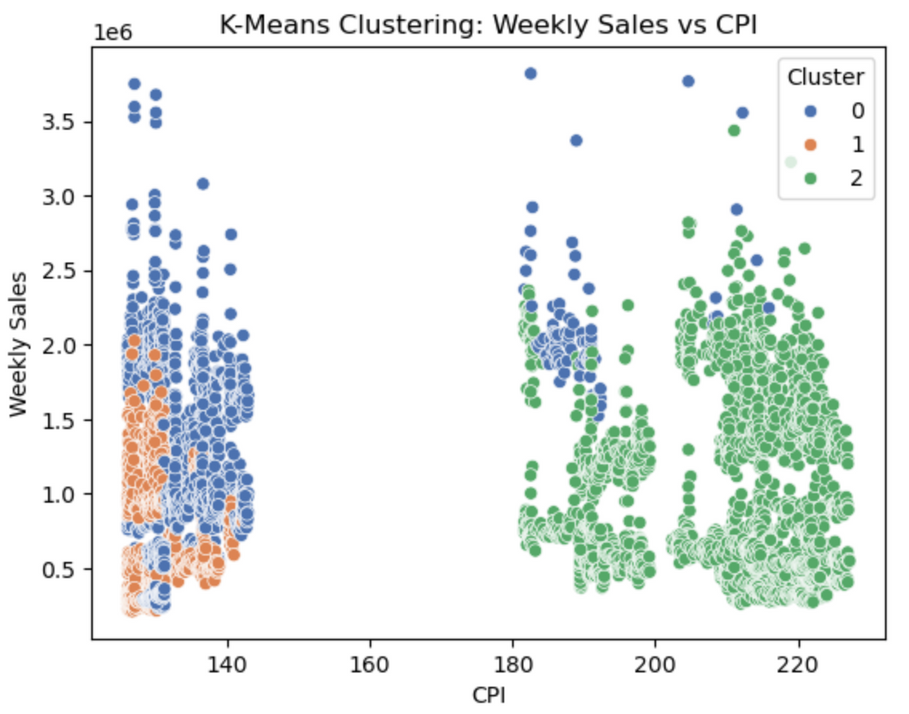 K-Means Clustering: Weekly Sales vs CPI
1e6
Cluster
0
1
2
3.5
3.0
2.5
2.0
1.5
1.0
0.5
Weekly Sales
140 160 180 200 220
CPI